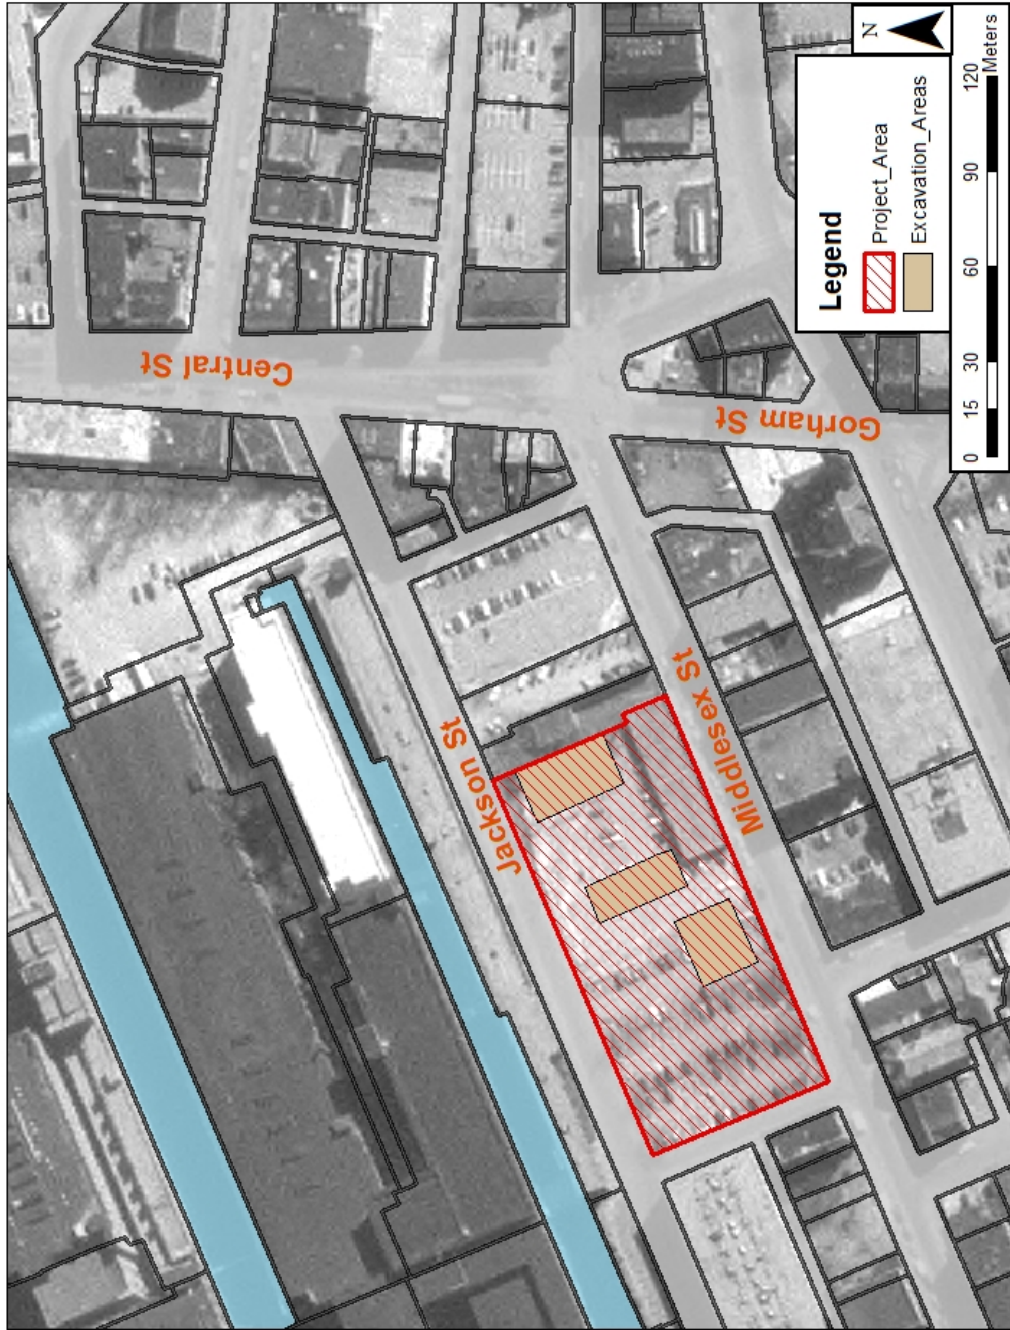 Central St
Gorham St
Jackson St
Middlesex St
N
Legend
Project_Area
Excavation_Areas
0 15 30 60 90 120
Meters